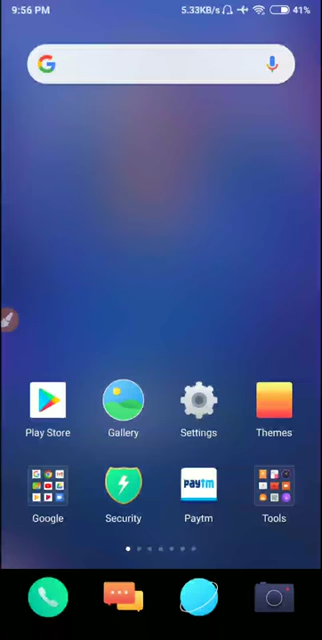 9:56 PM 5.33KB/s 41%
G
Play Store Gallery Settings Themes
paytm
Google Security Paytm Tools